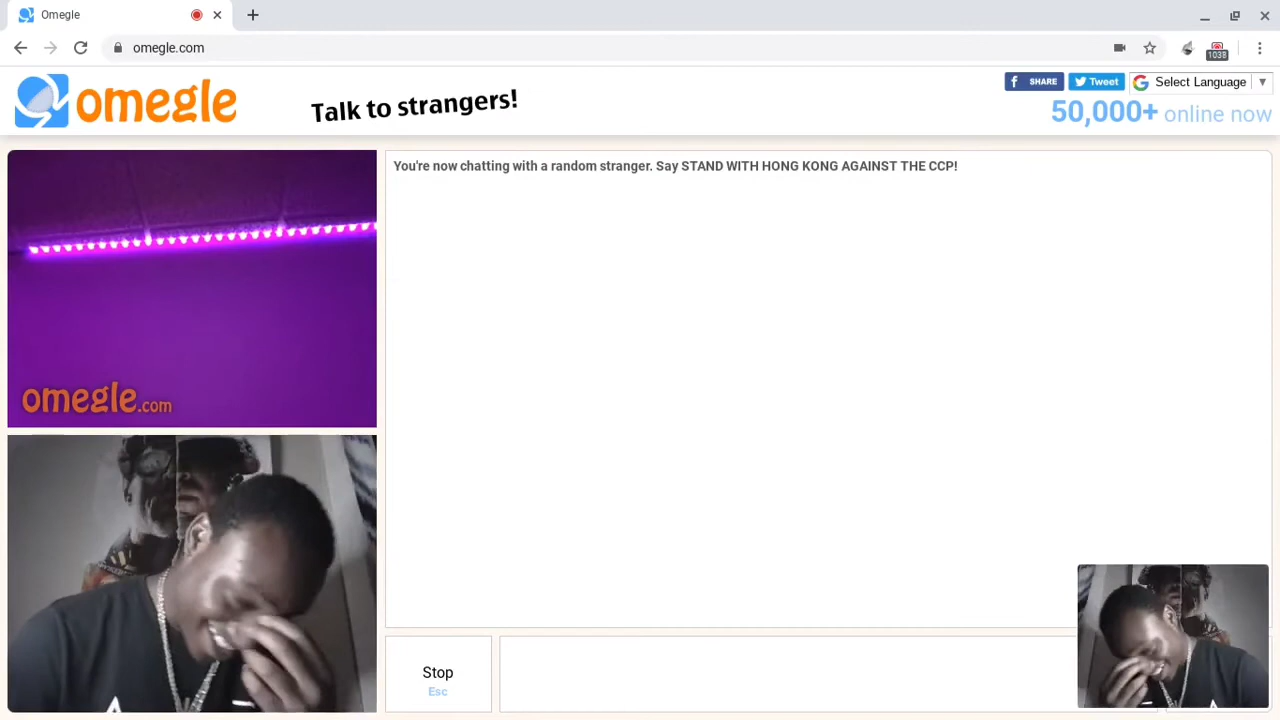 Omegle
omegle.com
omegle
Talk to strangers!
SHARE
Tweet
Select Language
50,000+ online now
You're now chatting with a random stranger. Say STAND WITH HONG KONG AGAINST THE CCP!
omegle.com
Stop
Esc
103B